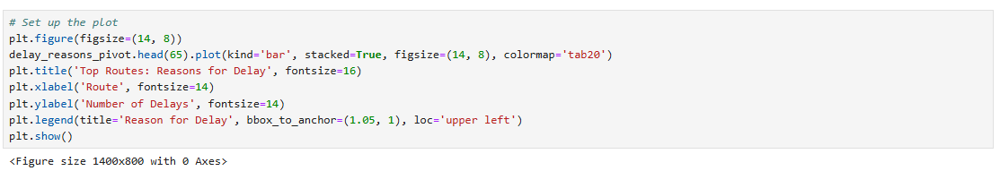 # Set up the plot
plt.figure(figsize=(14, 8))
delay_reasons_pivot.head(65).plot(kind='bar', stacked=True, figsize=(14, 8), colormap='tab20')
plt.title('Top Routes: Reasons for Delay', fontsize=16)
plt.xlabel('Route', fontsize=14)
plt.ylabel('Number of Delays', fontsize=14)
plt.legend(title='Reason for Delay', bbox_to_anchor=(1.05, 1), loc='upper left')
plt.show()
<Figure size 1400x800 with 0 Axes>